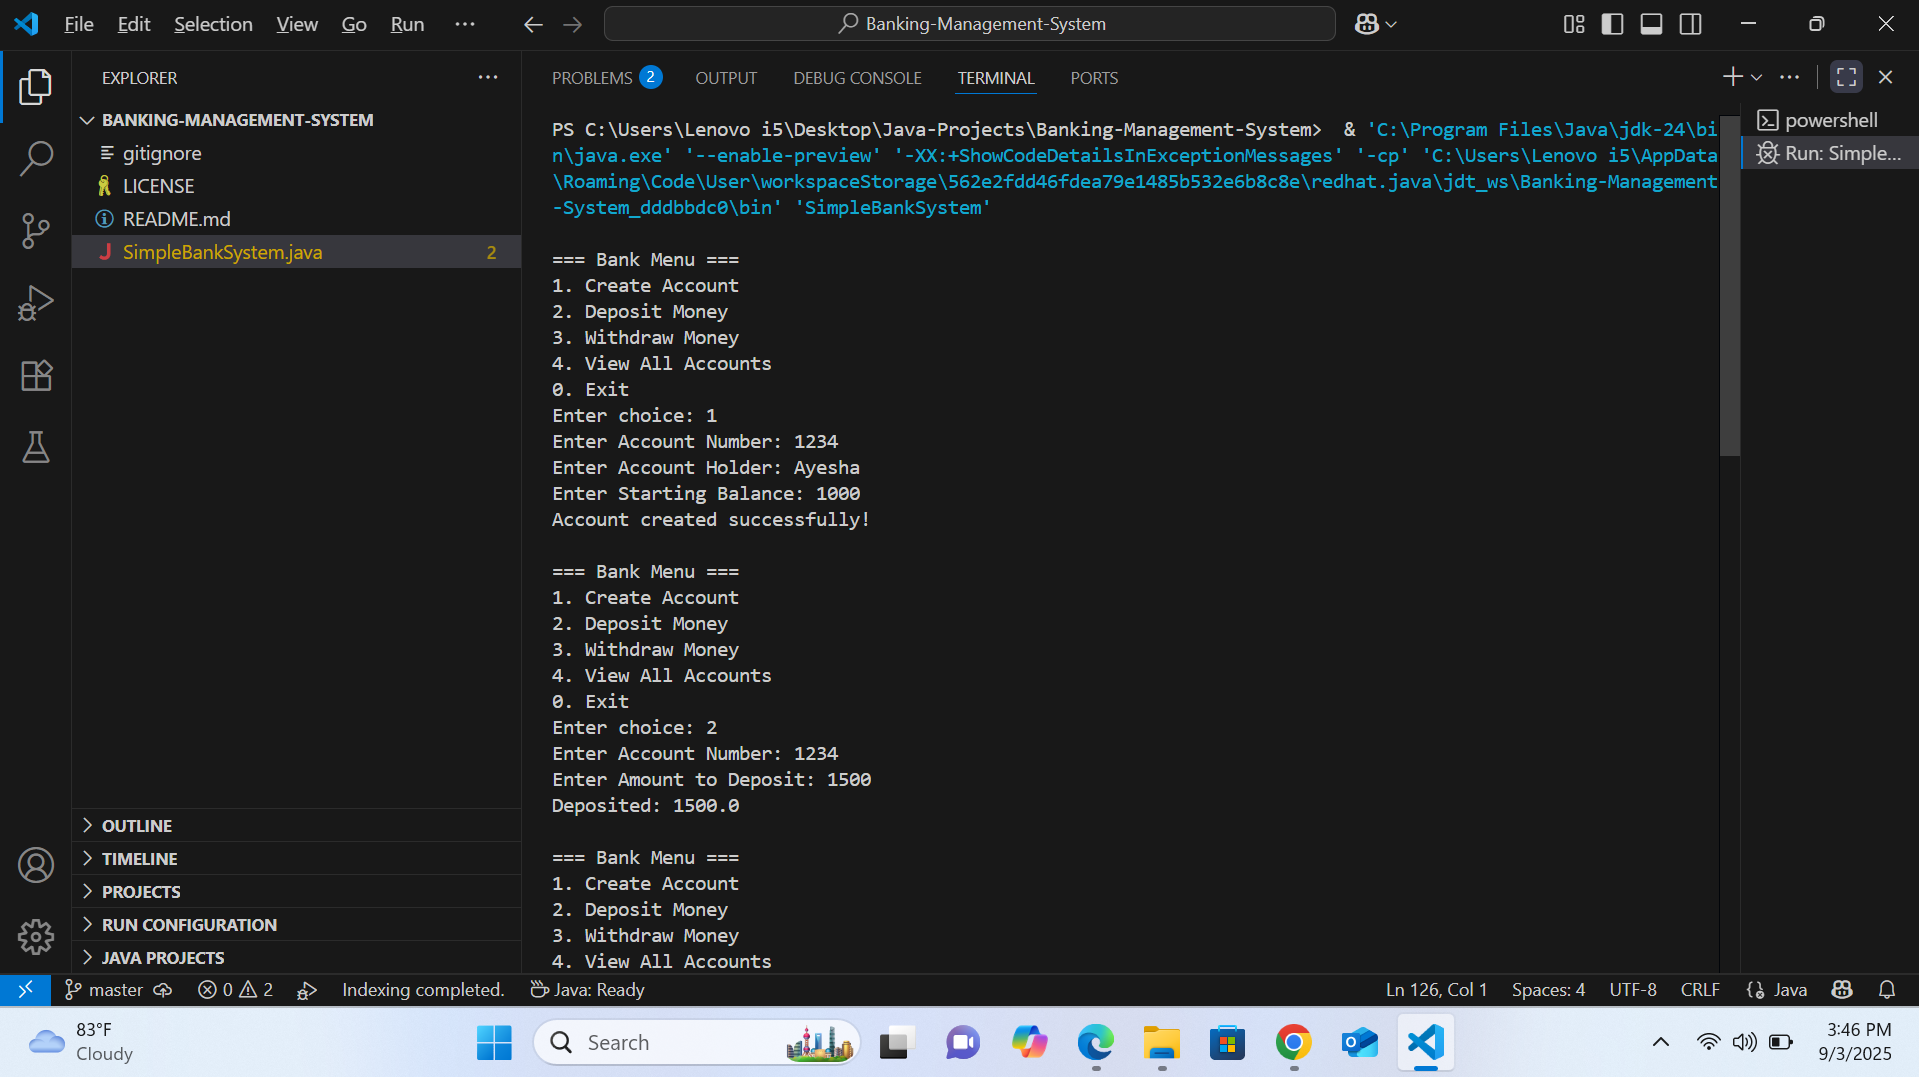 File Edit Selection View Go Run ... Banking-Management-System
EXPLORER ...
BANKING-MANAGEMENT-SYSTEM
gitignore
LICENSE
README.md
SimpleBankSystem.java 2
OUTLINE
TIMELINE
PROJECTS
RUN CONFIGURATION
JAVA PROJECTS
PROBLEMS 2 OUTPUT DEBUG CONSOLE TERMINAL PORTS
PS C:\Users\Lenovo i5\Desktop\Java-Projects\Banking-Management-System>  & 'C:\Program Files\Java\jdk-24\bi
n\java.exe' '--enable-preview' '-XX:+ShowCodeDetailsInExceptionMessages' '-cp' 'C:\Users\Lenovo i5\AppData
\Roaming\Code\User\workspaceStorage\562e2fdd46fdea79e1485b532e6b8c8e\redhat.java\jdt_ws\Banking-Management
-System_dddbbdc0\bin' 'SimpleBankSystem'
=== Bank Menu ===
1. Create Account
2. Deposit Money
3. Withdraw Money
4. View All Accounts
0. Exit
Enter choice: 1
Enter Account Number: 1234
Enter Account Holder: Ayesha
Enter Starting Balance: 1000
Account created successfully!
=== Bank Menu ===
1. Create Account
2. Deposit Money
3. Withdraw Money
4. View All Accounts
0. Exit
Enter choice: 2
Enter Account Number: 1234
Enter Amount to Deposit: 1500
Deposited: 1500.0
=== Bank Menu ===
1. Create Account
2. Deposit Money
3. Withdraw Money
4. View All Accounts
powershell
Run: Simple...
master 0 2 Indexing completed. Java: Ready Ln 126, Col 1 Spaces: 4 UTF-8 CRLF {} Java
83°F
Cloudy
Search
3:46 PM
9/3/2025